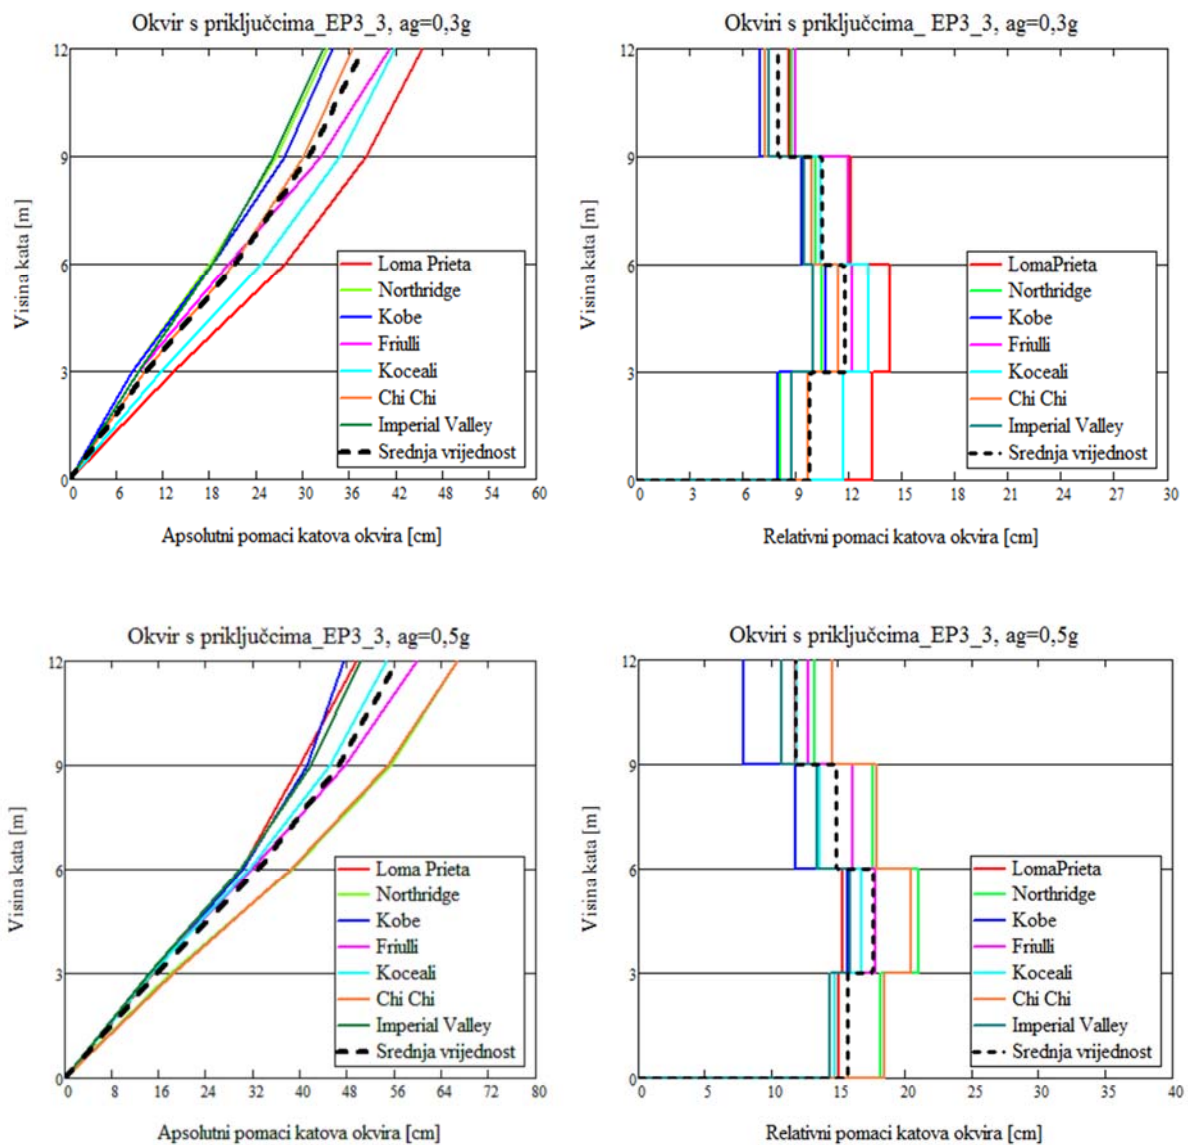 Okvir s priključcima_EP3_3, ag=0,3g
12
9
6
3
0
Visina kata [m]
Loma Prieta
Northridge
Kobe
Friulli
Koceali
Chi Chi
Imperial Valley
Srednja vrijednost
0 6 12 18 24 30 36 42 48 54 60
Apsolutni pomaci katova okvira [cm]
Okviri s priključcima_ EP3_3, ag=0,3g
12
9
6
3
0
Visina kata [m]
LomaPrieta
Northridge
Kobe
Friulli
Koceali
Chi Chi
Imperial Valley
Srednja vrijednost
0 3 6 9 12 15 18 21 24 27 30
Relativni pomaci katova okvira [cm]
Okvir s priključcima_EP3_3, ag=0,5g
12
9
6
3
0
Visina kata [m]
Loma Prieta
Northridge
Kobe
Friulli
Koceali
Chi Chi
Imperial Valley
Srednja vrijednost
0 8 16 24 32 40 48 56 64 72 80
Apsolutni pomaci katova okvira [cm]
Okviri s priključcima_EP3_3, ag=0,5g
12
9
6
3
0
Visina kata [m]
LomaPrieta
Northridge
Kobe
Friulli
Koceali
Chi Chi
Imperial Valley
Srednja vrijednost
0 5 10 15 20 25 30 35 40
Relativni pomaci katova okvira [cm]